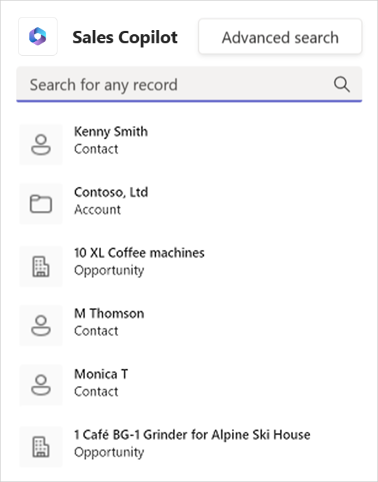 Sales Copilot
Advanced search
Search for any record
Kenny Smith
Contact
Contoso, Ltd
Account
10 XL Coffee machines
Opportunity
M Thomson
Contact
Monica T
Contact
1 Café BG-1 Grinder for Alpine Ski House
Opportunity